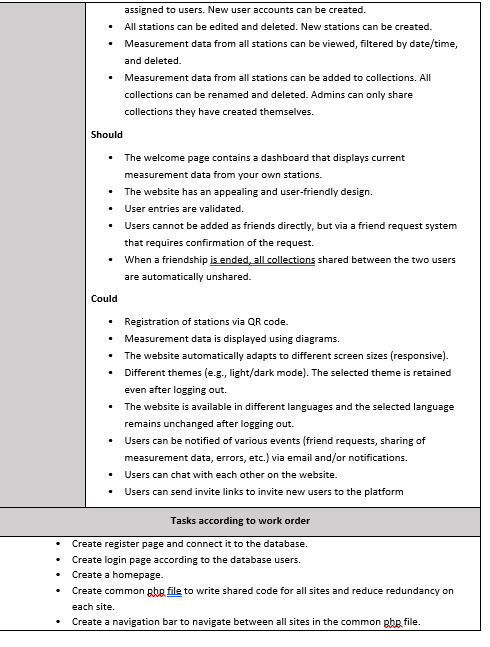 assigned to users. New user accounts can be created.
• All stations can be edited and deleted. New stations can be created.
• Measurement data from all stations can be viewed, filtered by date/time,
and deleted.
• Measurement data from all stations can be added to collections. All
collections can be renamed and deleted. Admins can only share
collections they have created themselves.
Should
• The welcome page contains a dashboard that displays current
measurement data from your own stations.
• The website has an appealing and user-friendly design.
• User entries are validated.
• Users cannot be added as friends directly, but via a friend request system
that requires confirmation of the request.
• When a friendship is ended, all collections shared between the two users
are automatically unshared.
Could
• Registration of stations via QR code.
• Measurement data is displayed using diagrams.
• The website automatically adapts to different screen sizes (responsive).
• Different themes (e.g., light/dark mode). The selected theme is retained
even after logging out.
• The website is available in different languages and the selected language
remains unchanged after logging out.
• Users can be notified of various events (friend requests, sharing of
measurement data, errors, etc.) via email and/or notifications.
• Users can chat with each other on the website.
• Users can send invite links to invite new users to the platform
Tasks according to work order
• Create register page and connect it to the database.
• Create login page according to the database users.
• Create a homepage.
• Create common php file to write shared code for all sites and reduce redundancy on
each site.
• Create a navigation bar to navigate between all sites in the common php file.